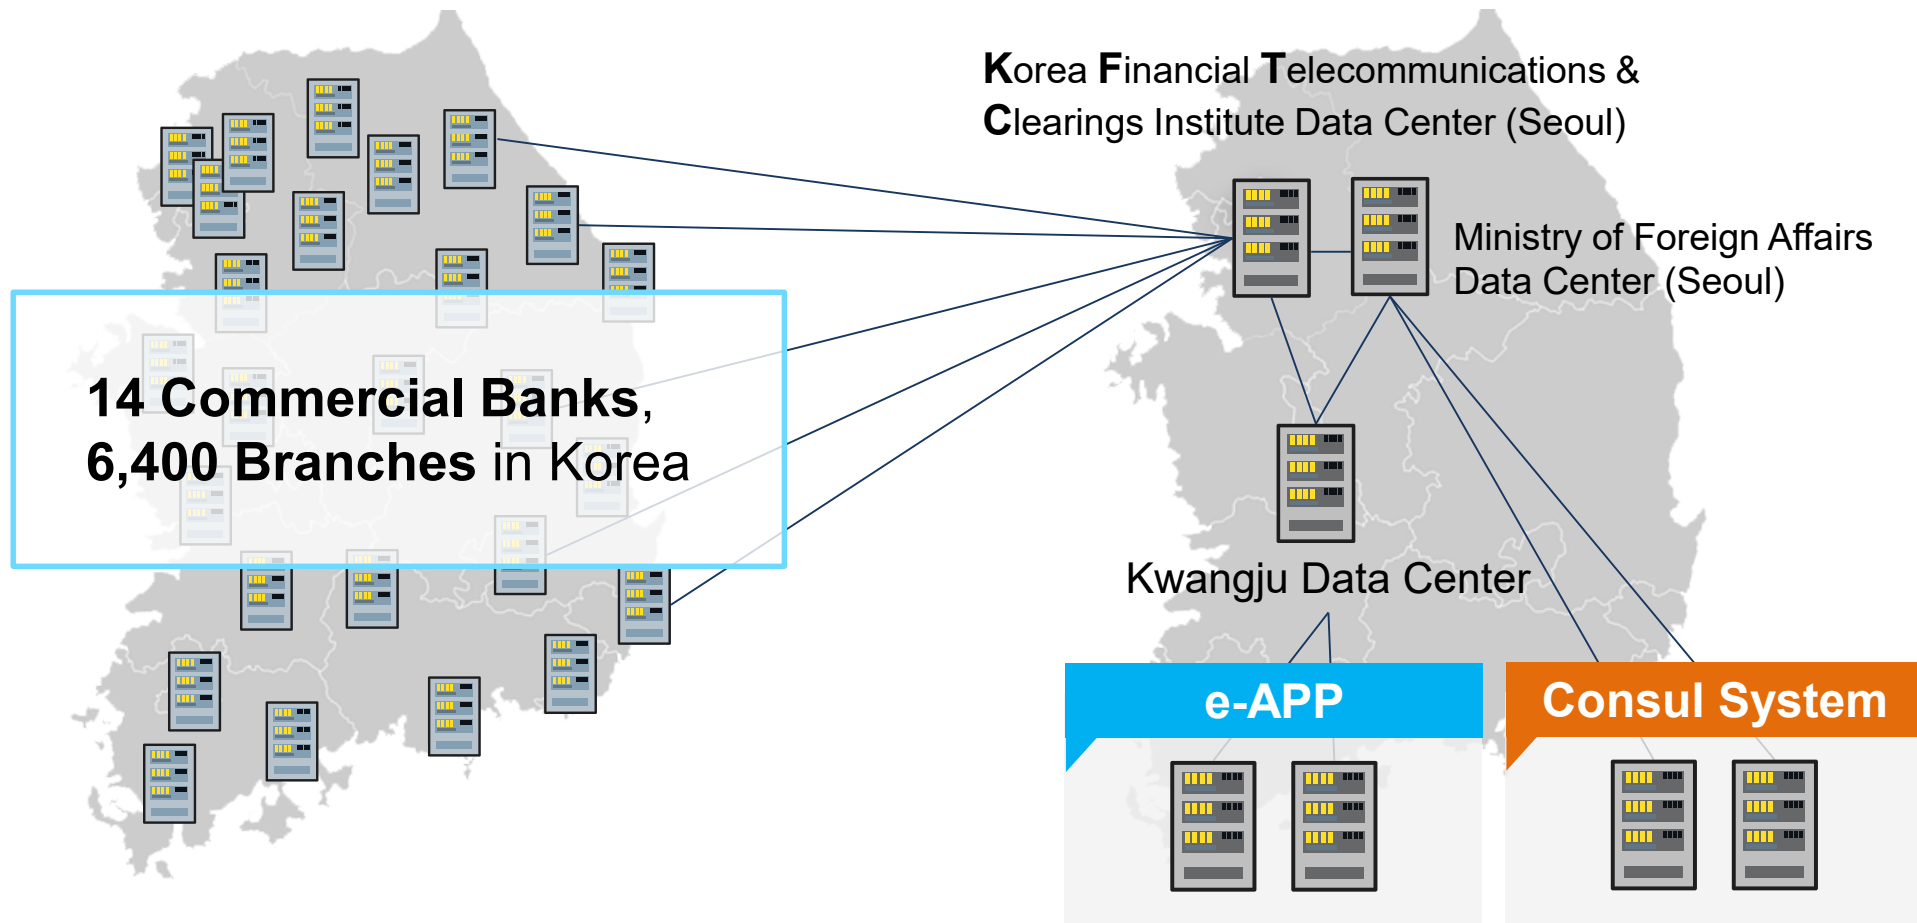 Korea Financial Telecommunications &
Clearings Institute Data Center (Seoul)
Ministry of Foreign Affairs
Data Center (Seoul)
14 Commercial Banks,
6,400 Branches in Korea
Kwangju Data Center
e-APP
Consul System